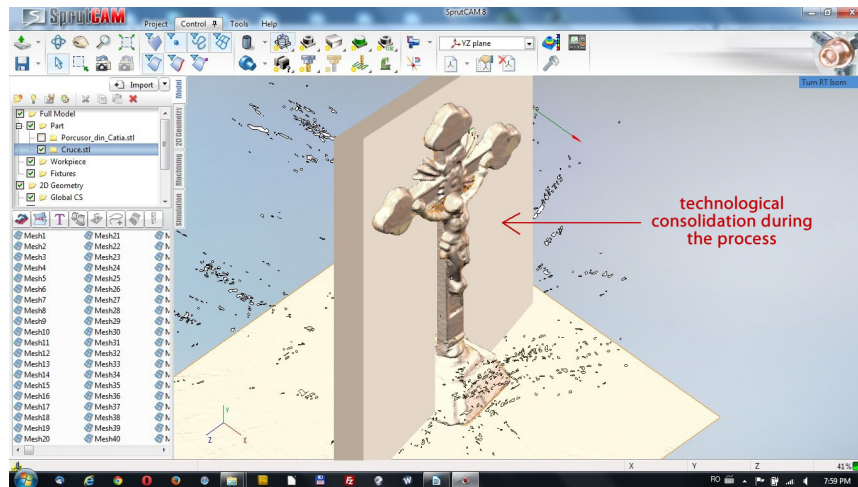 SprutCAM
Project Control Tools Help
SprutCAM 8
YZ plane
Import
Turn RT Isom
Full Model
Part
Porcusor_din_Catia.stl
Cruce.stl
Workpiece
Fixtures
2D Geometry
Global CS
Model
2D Geometry
Machining
Simulation
technological
consolidation during
the process
Mesh1 Mesh21 M
Mesh2 Mesh22 M
Mesh3 Mesh23 M
Mesh4 Mesh24 M
Mesh5 Mesh25 M
Mesh6 Mesh26 M
Mesh7 Mesh27 M
Mesh8 Mesh28 M
Mesh9 Mesh29 M
Mesh10 Mesh30 M
Mesh11 Mesh31 M
Mesh12 Mesh32 M
Mesh13 Mesh33 M
Mesh14 Mesh34 M
Mesh15 Mesh35 M
Mesh16 Mesh36 M
Mesh17 Mesh37 M
Mesh18 Mesh38 M
Mesh19 Mesh39 M
Mesh20 Mesh40 M
Y
Z X
X Y Z 41%
RO 7:59 PM